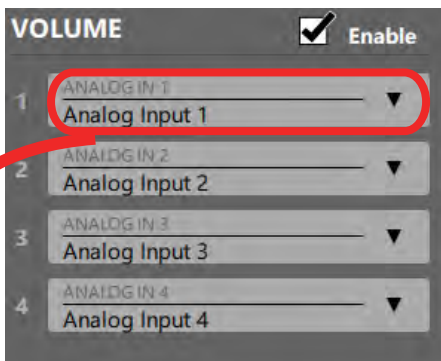 VOLUME Enable
1 ANALOG IN 1
Analog Input 1
2 ANALOG IN 2
Analog Input 2
3 ANALOG IN 3
Analog Input 3
4 ANALOG IN 4
Analog Input 4